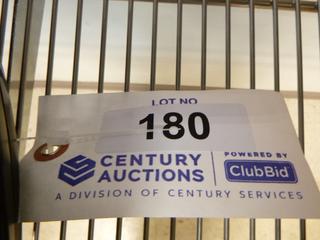 LOT NO
180
CENTURY
AUCTIONS
POWERED BY
ClubBid
A DIVISION OF CENTURY SERVICES